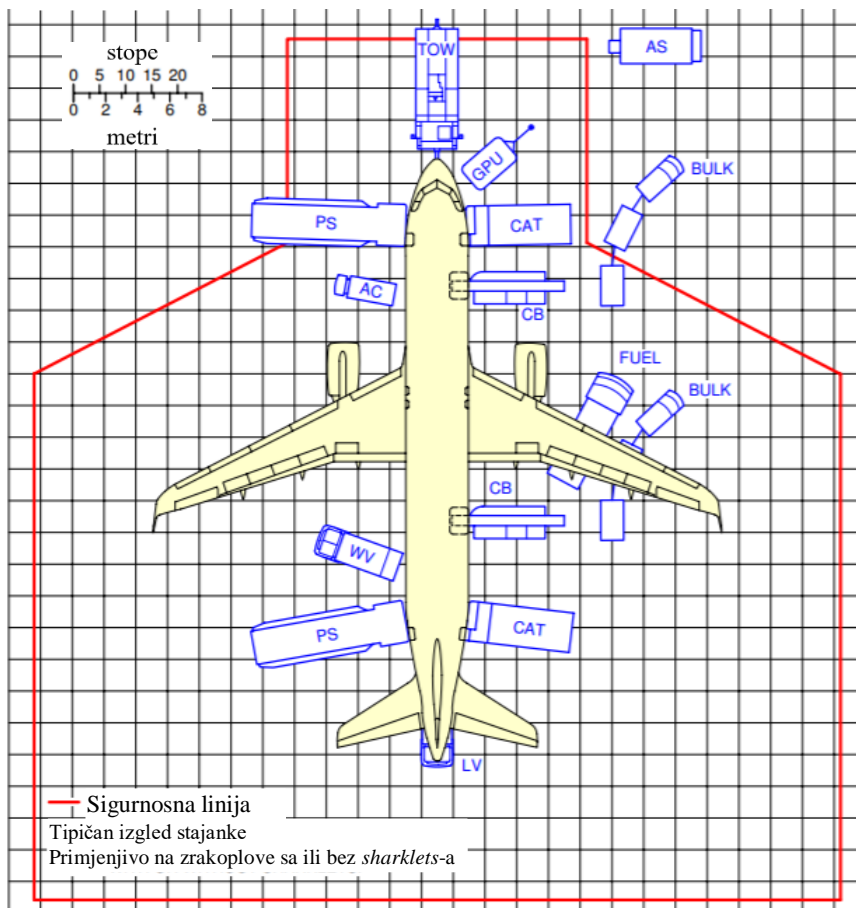 TOW
AS
stope
0 5 10 15 20
0 2 4 6 8
metri
GPU
BULK
PS
CAT
AC
CB
FUEL
BULK
CB
WV
PS
CAT
LV
Sigurnosna linija
Tipičan izgled stajanke
Primjenjivo na zrakoplove sa ili bez sharklets-a